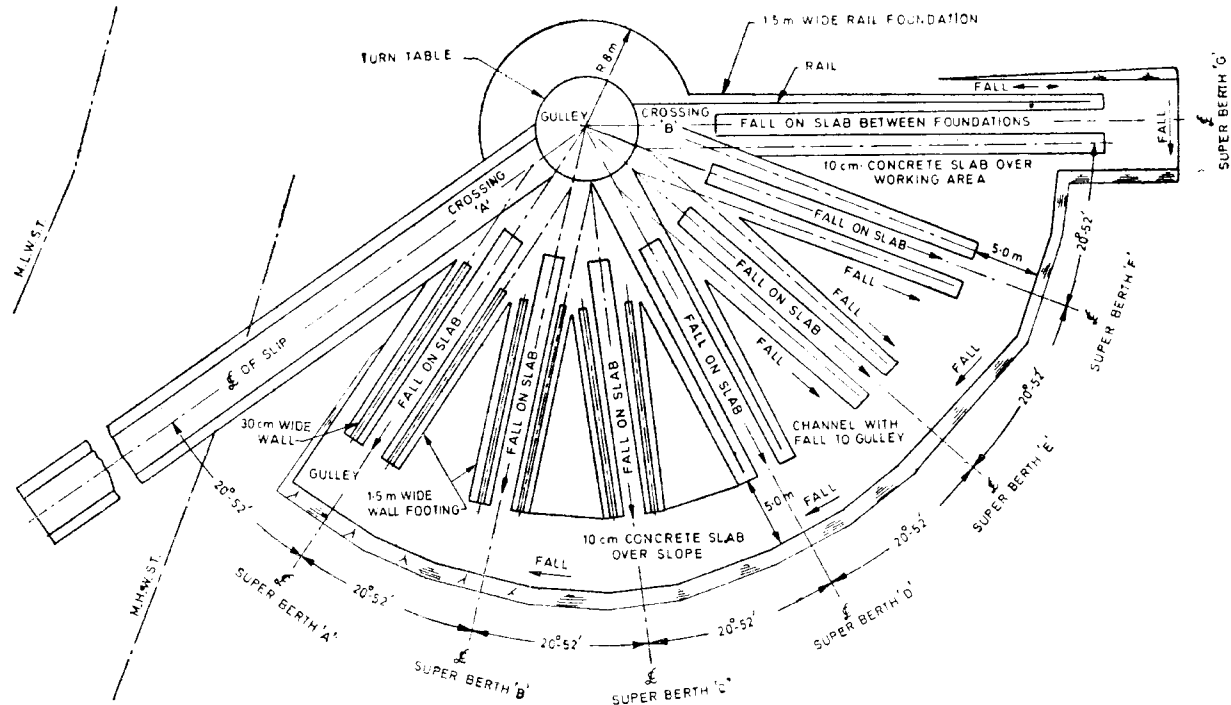 1·5 m WIDE RAIL FOUNDATION
TURN TABLE
R 8 m
RAIL
GULLEY
CROSSING
'B'
FALL
FALL ON SLAB BETWEEN FOUNDATIONS
FALL
℄
SUPER BERTH 'G'
10 cm· CONCRETE SLAB OVER
WORKING AREA
M.L.W.S.T.
CROSSING
'A'
FALL ON SLAB
5·0 m
20°-52'
FALL
FALL ON SLAB
FALL
℄
SUPER BERTH 'F'
FALL
FALL
℄ OF SLIP
FALL ON SLAB
FALL ON SLAB
FALL ON SLAB
FALL ON SLAB
20°-52'
30 cm WIDE
WALL
CHANNEL WITH
FALL TO GULLEY
℄
SUPER BERTH 'E'
GULLEY
1·5 m WIDE
WALL FOOTING
5·0 m
FALL
20°-52'
20°-52'
10 cm CONCRETE SLAB
OVER SLOPE
FALL
M.H.W.S.T.
℄
SUPER BERTH 'A'
℄
SUPER BERTH 'D'
20°-52'
20°-52'
20°-52'
℄
SUPER BERTH 'B'
℄
SUPER BERTH 'C'